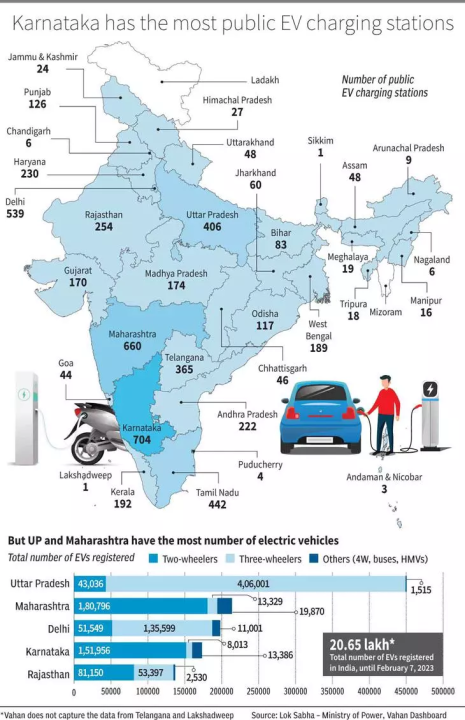 Karnataka has the most public EV charging stations
Number of public
EV charging stations
Jammu & Kashmir
24
Ladakh
Punjab
126
Himachal Pradesh
27
Chandigarh
6
Uttarakhand
48
Haryana
230
Jharkhand
60
Sikkim
1
Arunachal Pradesh
9
Assam
48
Delhi
539
Rajasthan
254
Uttar Pradesh
406
Bihar
83
Meghalaya
19
Nagaland
6
Gujarat
170
Madhya Pradesh
174
Odisha
117
West
Bengal
189
Tripura
18
Mizoram
Manipur
16
Maharashtra
660
Telangana
365
Chhattisgarh
46
Goa
44
Andhra Pradesh
222
Karnataka
704
Puducherry
4
Lakshadweep
1
Kerala
192
Tamil Nadu
442
Andaman & Nicobar
3
But UP and Maharashtra have the most number of electric vehicles
Total number of EVs registered
Two-wheelers
Three-wheelers
Others (4W, buses, HMVs)
Uttar Pradesh 43,036 4,06,001 1,515
Maharashtra 1,80,796 13,329 19,870
Delhi 51,549 1,35,599 11,001
Karnataka 1,51,956 8,013 13,386
Rajasthan 81,150 53,397 2,530
20.65 lakh*
Total number of EVs registered
in India, until February 7, 2023
0 50000 100000 150000 200000 250000 300000 350000 400000 450000 500000
*Vahan does not capture the data from Telangana and Lakshadweep
Source: Lok Sabha – Ministry of Power, Vahan Dashboard